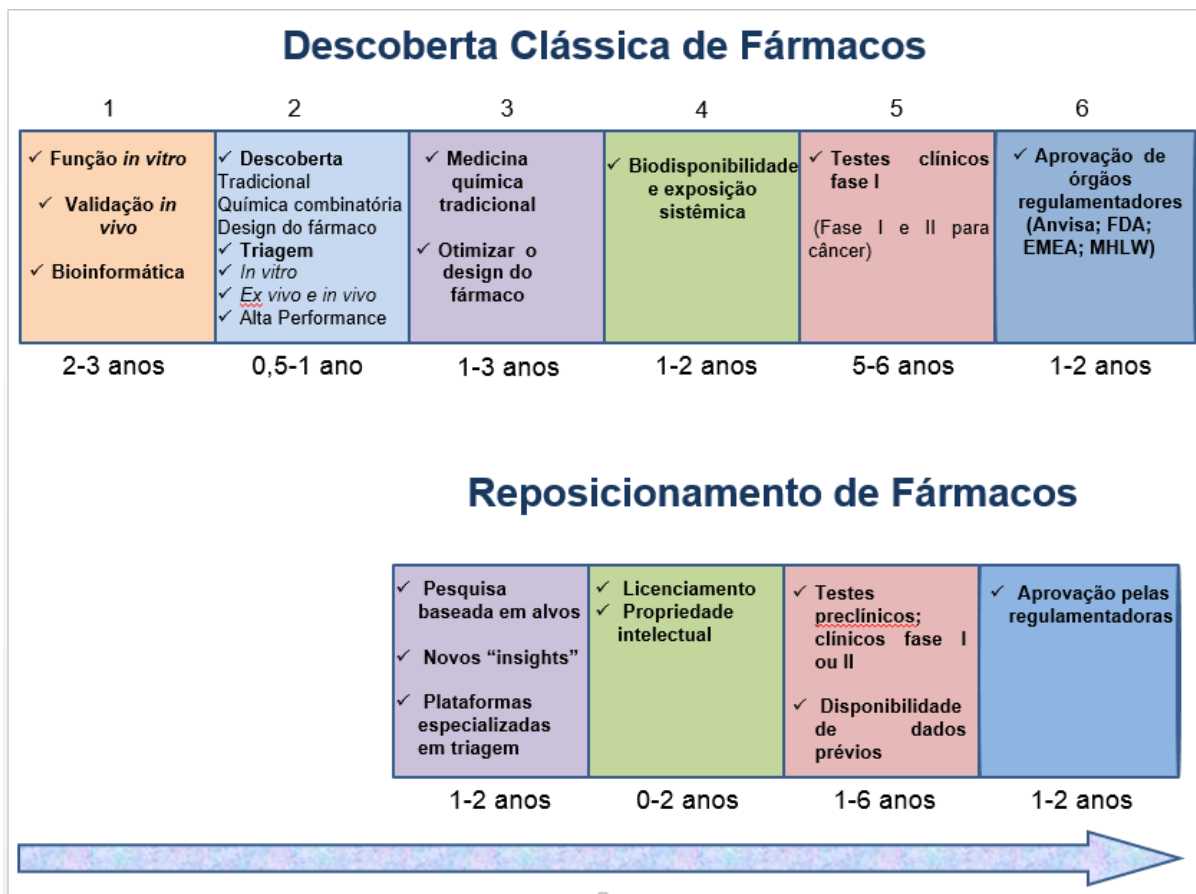 Descoberta Clássica de Fármacos
1
2
3
4
5
6
✓ Função in vitro
✓ Validação in
vivo
✓ Bioinformática
✓ Descoberta
Tradicional
Química combinatória
Design do fármaco
✓ Triagem
✓ In vitro
✓ Ex vivo e in vivo
✓ Alta Performance
✓ Medicina
química
tradicional
✓ Otimizar o
design do
fármaco
✓ Biodisponibilidade
e exposição
sistêmica
✓ Testes clínicos
fase I
(Fase I e II para
câncer)
✓ Aprovação de
órgãos
regulamentadores
(Anvisa; FDA;
EMEA; MHLW)
2-3 anos
0,5-1 ano
1-3 anos
1-2 anos
5-6 anos
1-2 anos
Reposicionamento de Fármacos
✓ Pesquisa
baseada em alvos
✓ Novos “insights”
✓ Plataformas
especializadas
em triagem
✓ Licenciamento
✓ Propriedade
intelectual
✓ Testes
preclínicos;
clínicos fase I
ou II
✓ Disponibilidade
de dados
prévios
✓ Aprovação pelas
regulamentadoras
1-2 anos
0-2 anos
1-6 anos
1-2 anos